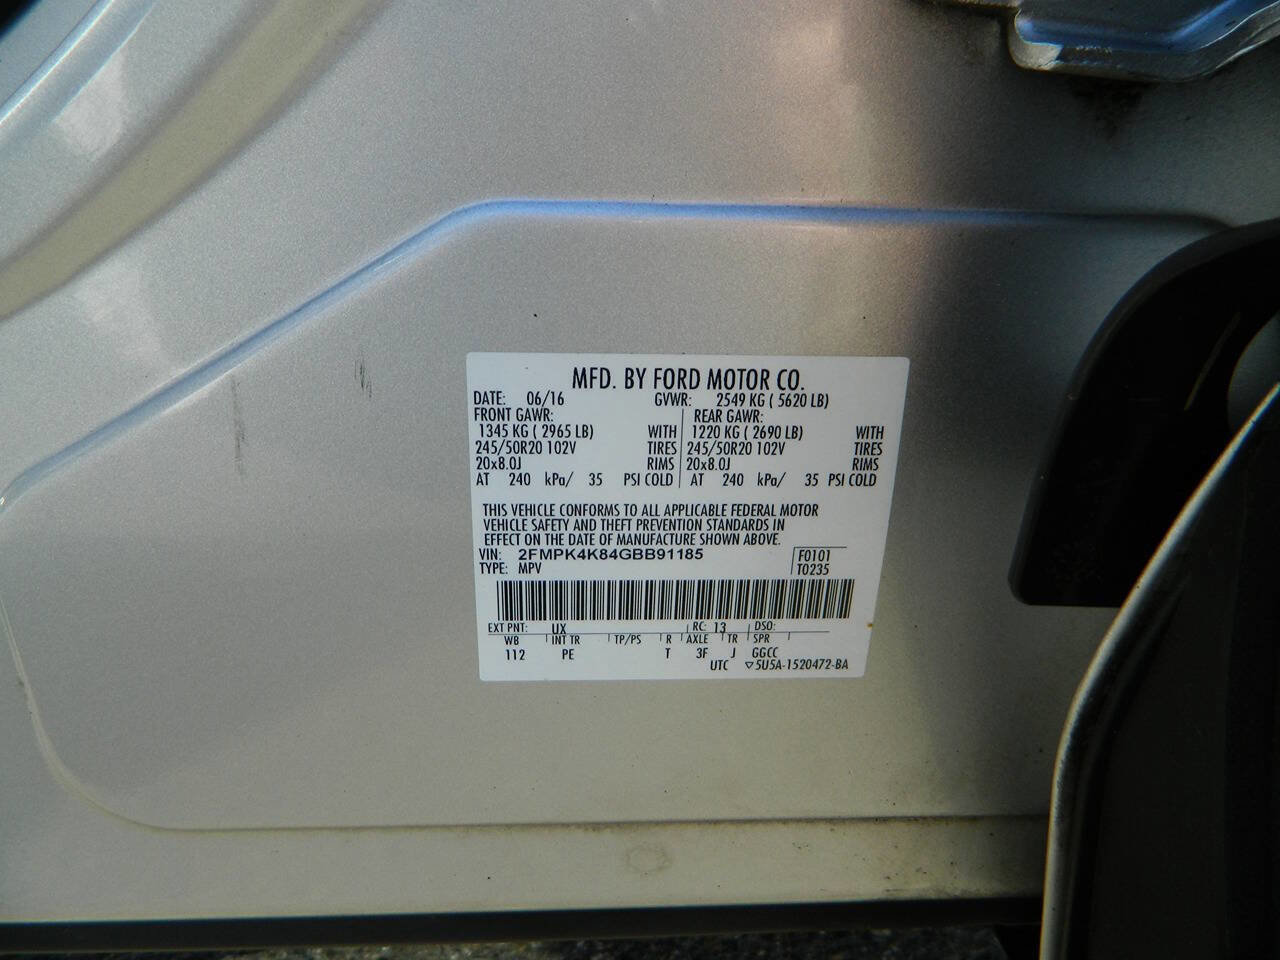 MFD. BY FORD MOTOR CO.
DATE: 06/16 GVWR: 2549 KG ( 5620 LB)
FRONT GAWR: REAR GAWR:
1345 KG ( 2965 LB) WITH 1220 KG ( 2690 LB) WITH
245/50R20 102V TIRES 245/50R20 102V TIRES
20x8.0J RIMS 20x8.0J RIMS
AT 240 kPa/ 35 PSI COLD AT 240 kPa/ 35 PSI COLD
THIS VEHICLE CONFORMS TO ALL APPLICABLE FEDERAL MOTOR
VEHICLE SAFETY AND THEFT PREVENTION STANDARDS IN
EFFECT ON THE DATE OF MANUFACTURE SHOWN ABOVE.
VIN: 2FMPK4K84GBB91185 F0101
TYPE: MPV T0235
EXT PNT: UX RC: 13 DSO:
WB INT TR TP/PS R AXLE TR SPR
112 PE T 3F J GGCC
UTC ▽5U5A-1520472-BA